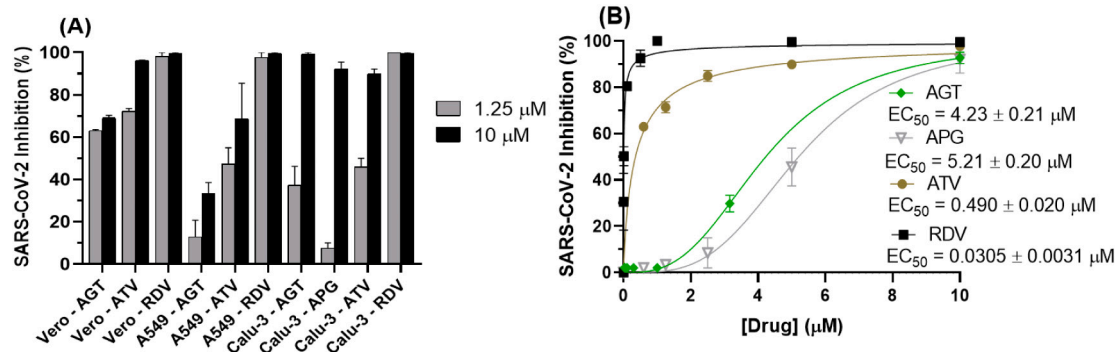 (A)
SARS-CoV-2 Inhibition (%)
100
80
60
40
20
0
Vero - AGT
Vero - ATV
Vero - RDV
A549 - AGT
A549 - ATV
A549 - RDV
Calu-3 - AGT
Calu-3 - APG
Calu-3 - ATV
Calu-3 - RDV
1.25 μM
10 μM
(B)
SARS-CoV-2 Inhibition (%)
100
80
60
40
20
0
0
5
10
[Drug] (μM)
AGT
EC50 = 4.23 ± 0.21 μM
APG
EC50 = 5.21 ± 0.20 μM
ATV
EC50 = 0.490 ± 0.020 μM
RDV
EC50 = 0.0305 ± 0.0031 μM